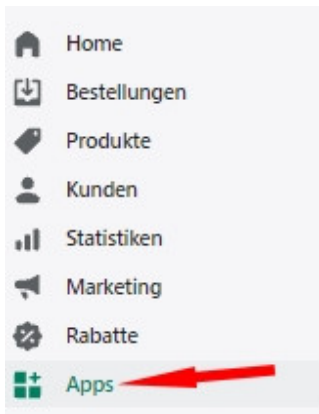 Home
Bestellungen
Produkte
Kunden
Statistiken
Marketing
Rabatte
Apps